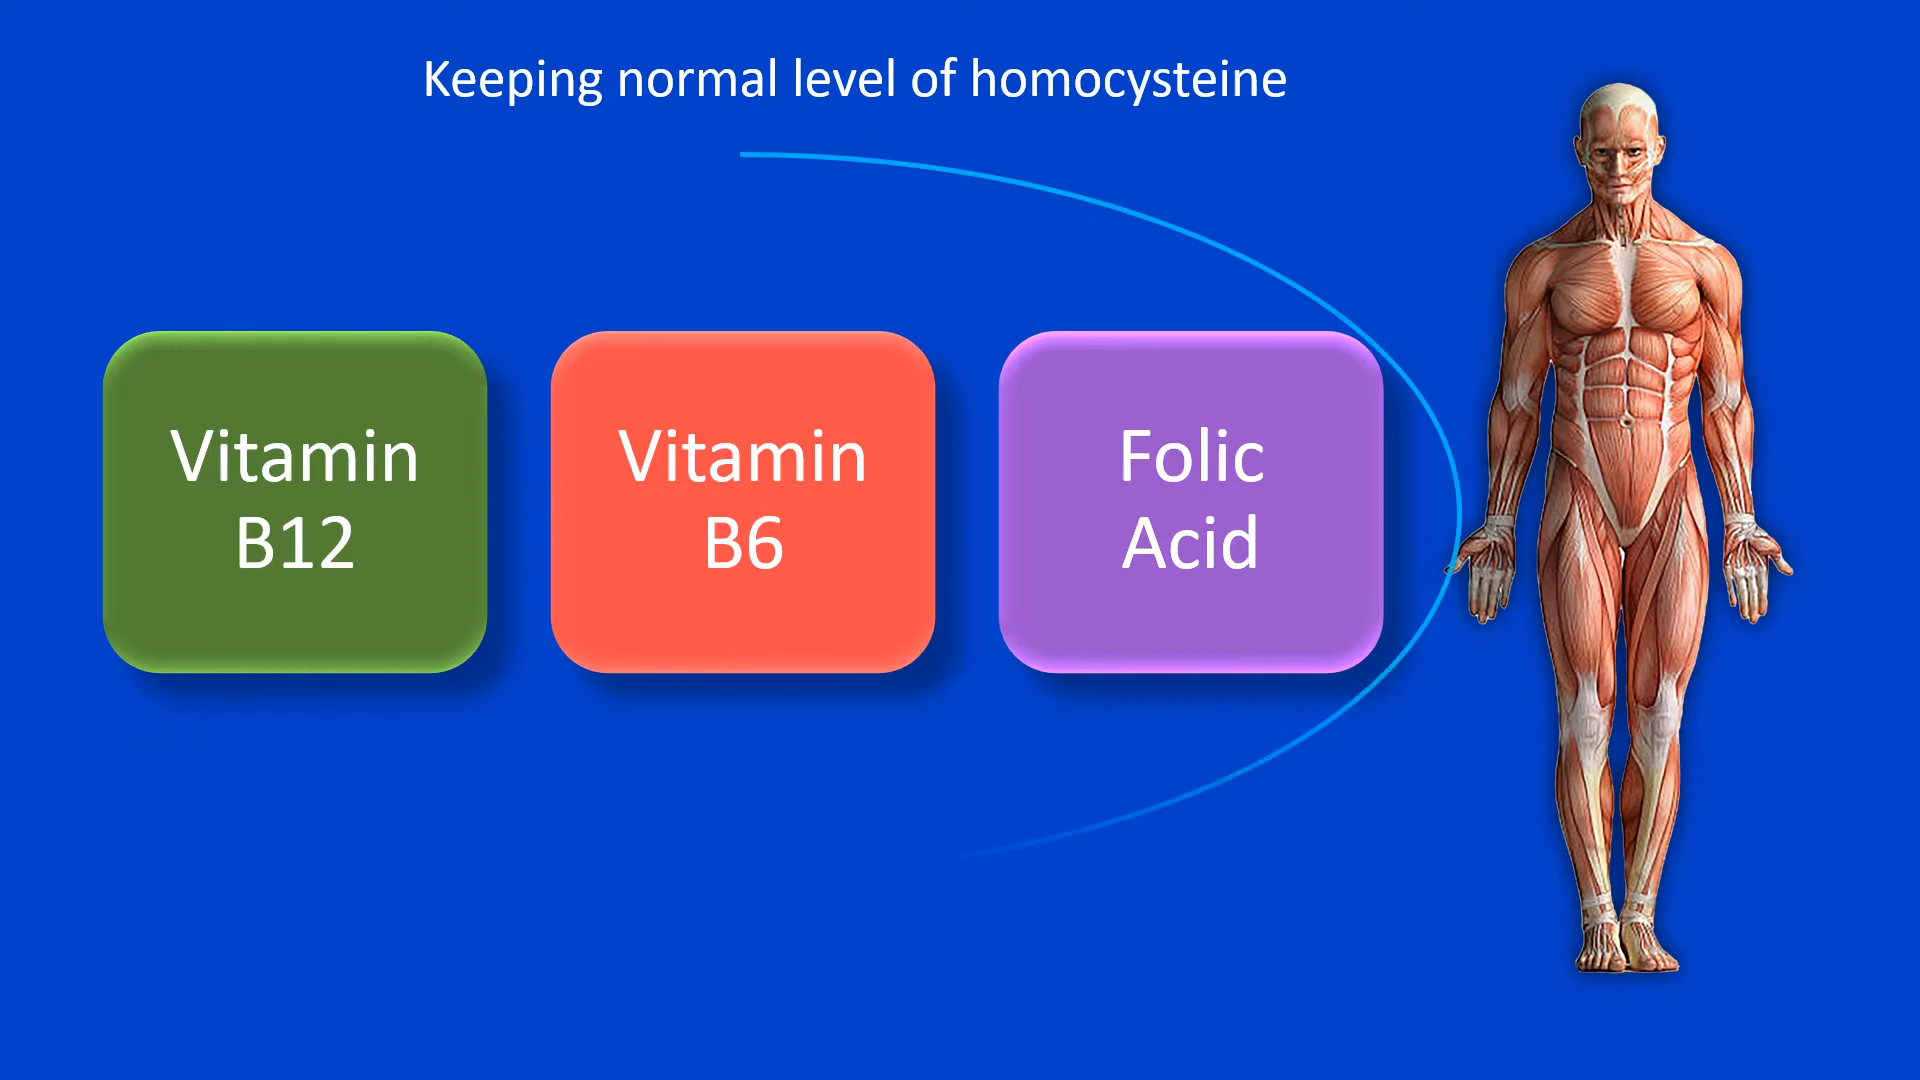 Keeping normal level of homocysteine
Vitamin
B12
Vitamin
B6
Folic
Acid